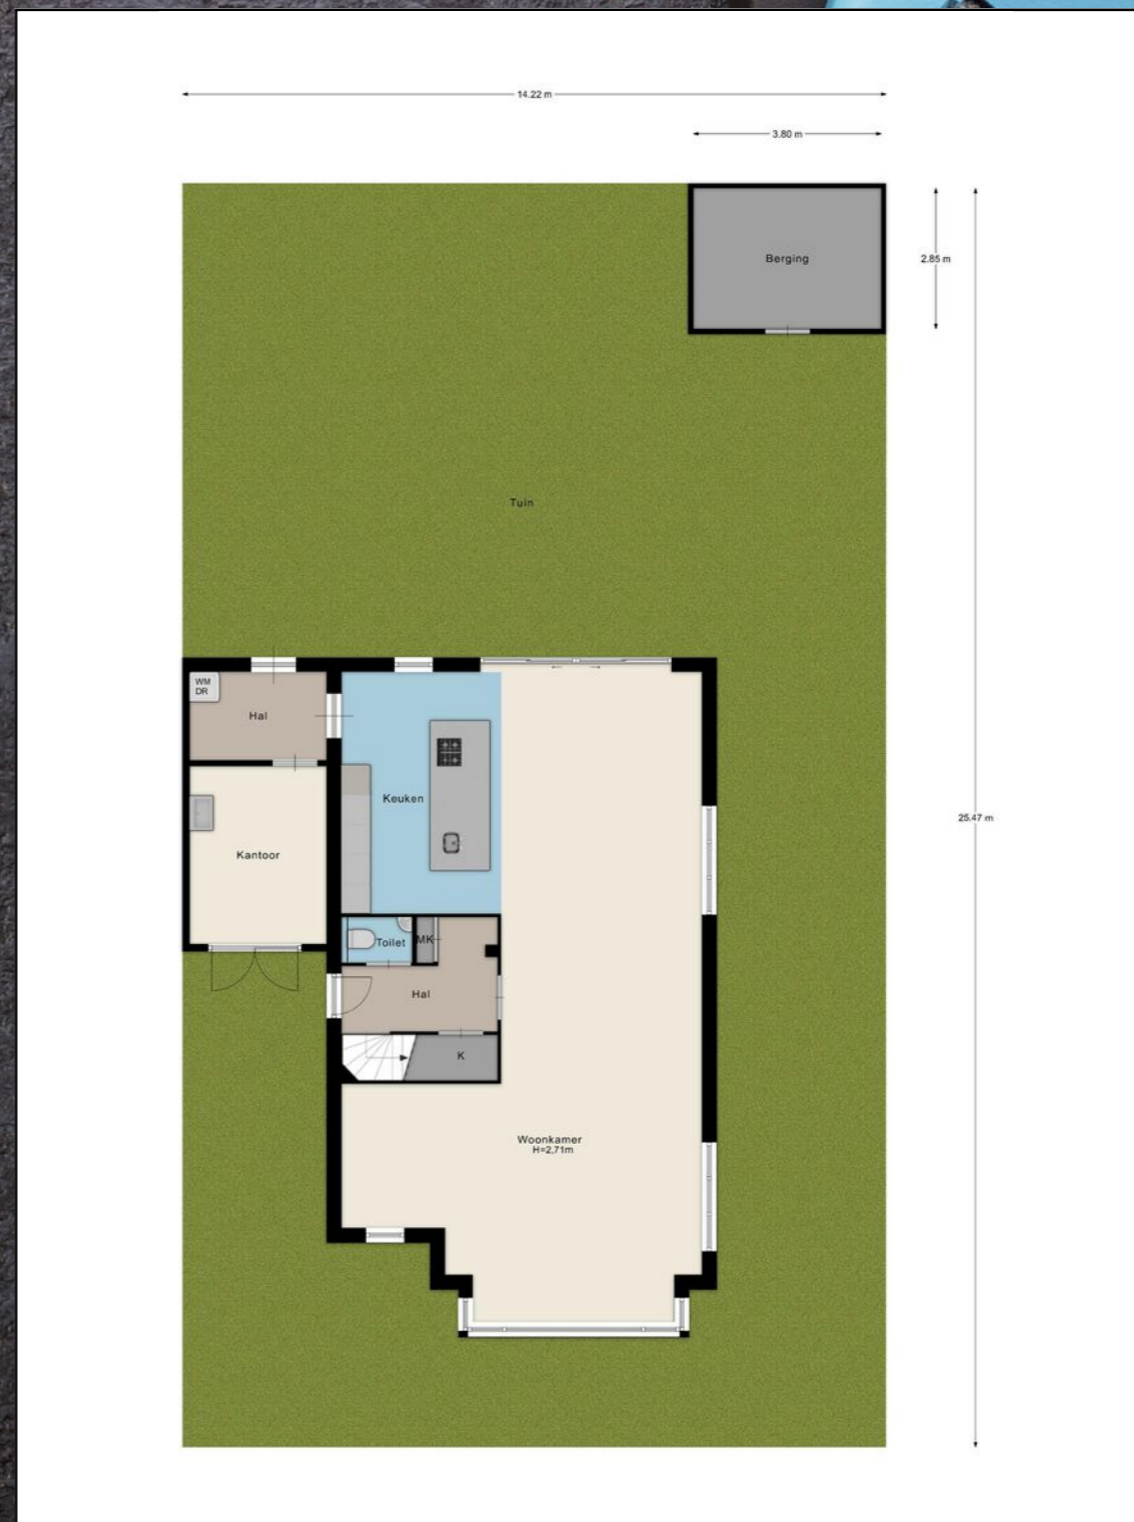 14.22 m
3.80 m
Berging
2.85 m
Tuin
WM
DR
Hal
Keuken
25.47 m
Kantoor
Toilet
MK
Hal
K
Woonkamer
H=2,71m